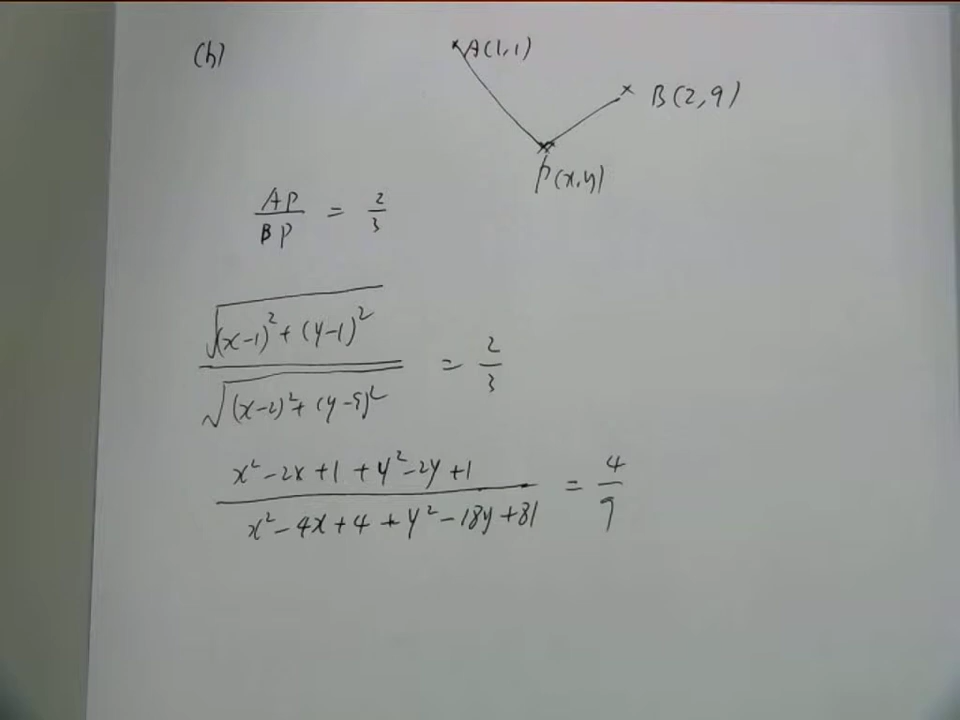 (h)
A(1,1)
B(2,9)
P(x,y)
AP/BP = 2/3
√((x-1)²+(y-1)²) / √((x-2)²+(y-9)²) = 2/3
(x²-2x+1+y²-2y+1) / (x²-4x+4+y²-18y+81) = 4/9